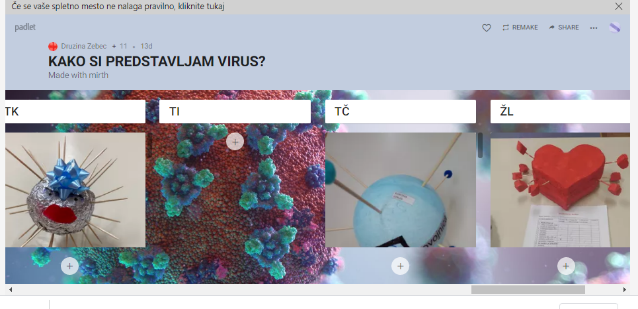 Če se vaše spletno mesto ne nalaga pravilno, kliknite tukaj
padlet
REMAKE
SHARE
Druzina Zebec + 11 • 13d
KAKO SI PREDSTAVLJAM VIRUS?
Made with mirth
TK
TI
TČ
ŽL